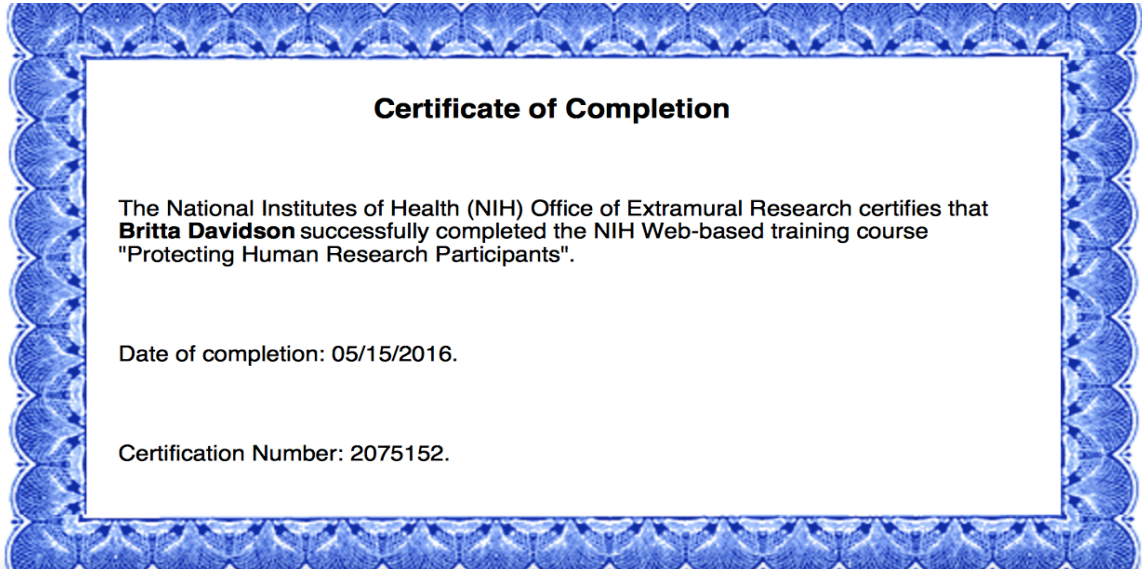 Certificate of Completion
The National Institutes of Health (NIH) Office of Extramural Research certifies that
Britta Davidson successfully completed the NIH Web-based training course
"Protecting Human Research Participants".
Date of completion: 05/15/2016.
Certification Number: 2075152.